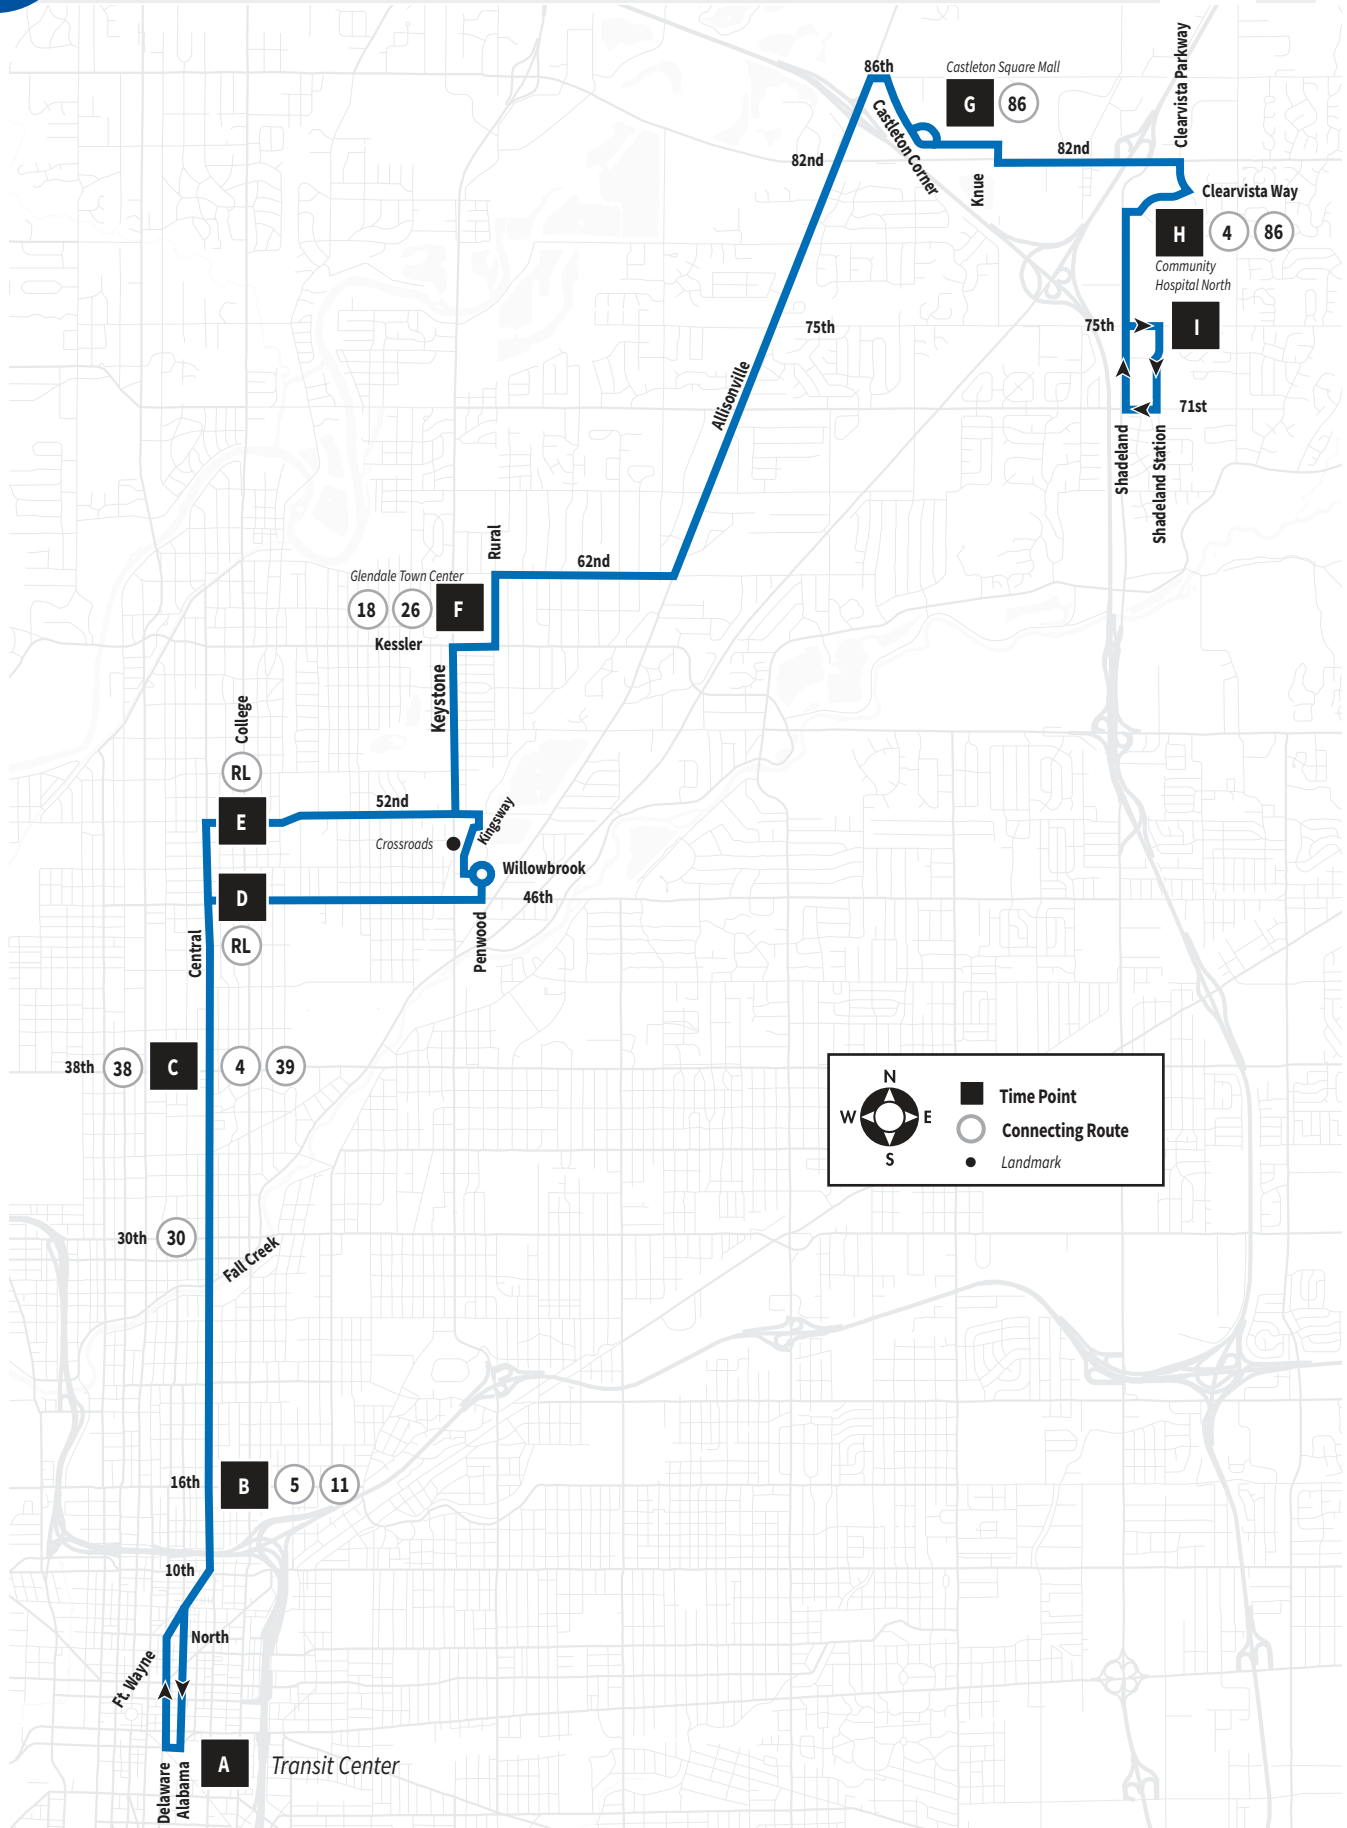 86th
Castleton Square Mall
G
86
Clearvista Parkway
Castleton Corner
82nd
Knue
82nd
Clearvista Way
H
4
86
Community
Hospital North
75th
75th
I
Allisonville
71st
Shadeland
Shadeland Station
Rural
62nd
Glendale Town Center
18
26
F
Kessler
Keystone
College
RL
E
52nd
Kingsway
Crossroads
Willowbrook
D
46th
RL
Central
Penwood
38th
38
C
4
39
N
W
E
S
Time Point
Connecting Route
Landmark
30th
30
Fall Creek
16th
B
5
11
10th
North
Ft. Wayne
A
Transit Center
Delaware
Alabama